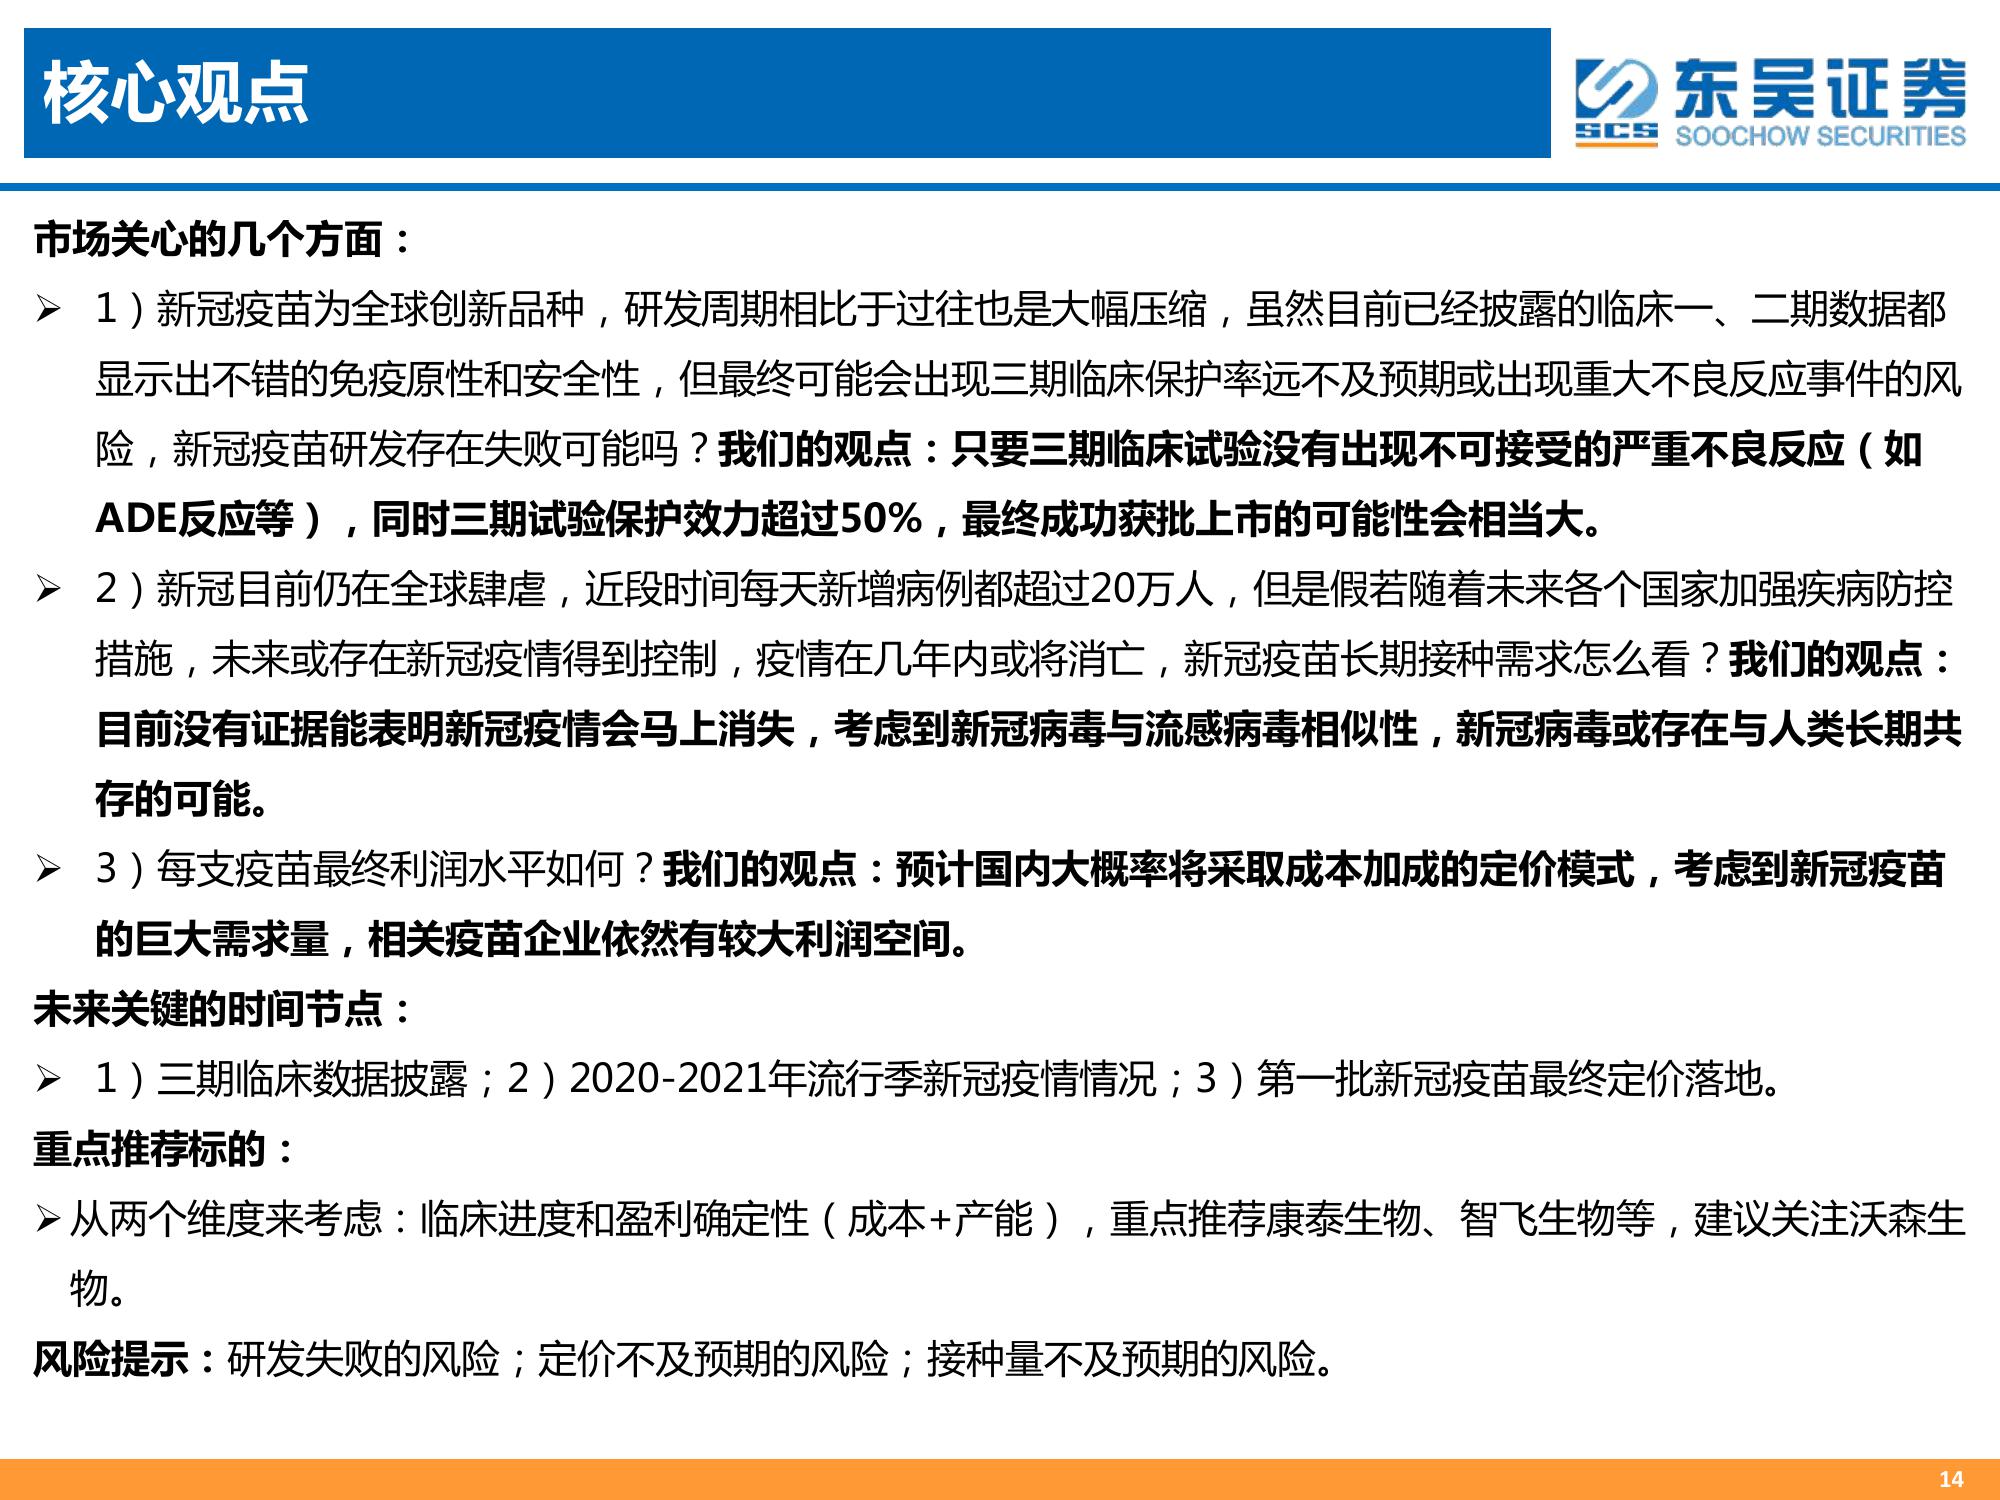 核心观点
东吴证券
SCS
SOOCHOW SECURITIES
市场关心的几个方面：
➢ 1）新冠疫苗为全球创新品种，研发周期相比于过往也是大幅压缩，虽然目前已经披露的临床一、二期数据都
显示出不错的免疫原性和安全性，但最终可能会出现三期临床保护率远不及预期或出现重大不良反应事件的风
险，新冠疫苗研发存在失败可能吗？我们的观点：只要三期临床试验没有出现不可接受的严重不良反应（如
ADE反应等），同时三期试验保护效力超过50%，最终成功获批上市的可能性会相当大。
➢ 2）新冠目前仍在全球肆虐，近段时间每天新增病例都超过20万人，但是假若随着未来各个国家加强疾病防控
措施，未来或存在新冠疫情得到控制，疫情在几年内或将消亡，新冠疫苗长期接种需求怎么看？我们的观点：
目前没有证据能表明新冠疫情会马上消失，考虑到新冠病毒与流感病毒相似性，新冠病毒或存在与人类长期共
存的可能。
➢ 3）每支疫苗最终利润水平如何？我们的观点：预计国内大概率将采取成本加成的定价模式，考虑到新冠疫苗
的巨大需求量，相关疫苗企业依然有较大利润空间。
未来关键的时间节点：
➢ 1）三期临床数据披露；2）2020-2021年流行季新冠疫情情况；3）第一批新冠疫苗最终定价落地。
重点推荐标的：
➢从两个维度来考虑：临床进度和盈利确定性（成本+产能），重点推荐康泰生物、智飞生物等，建议关注沃森生
物。
风险提示：研发失败的风险；定价不及预期的风险；接种量不及预期的风险。
14